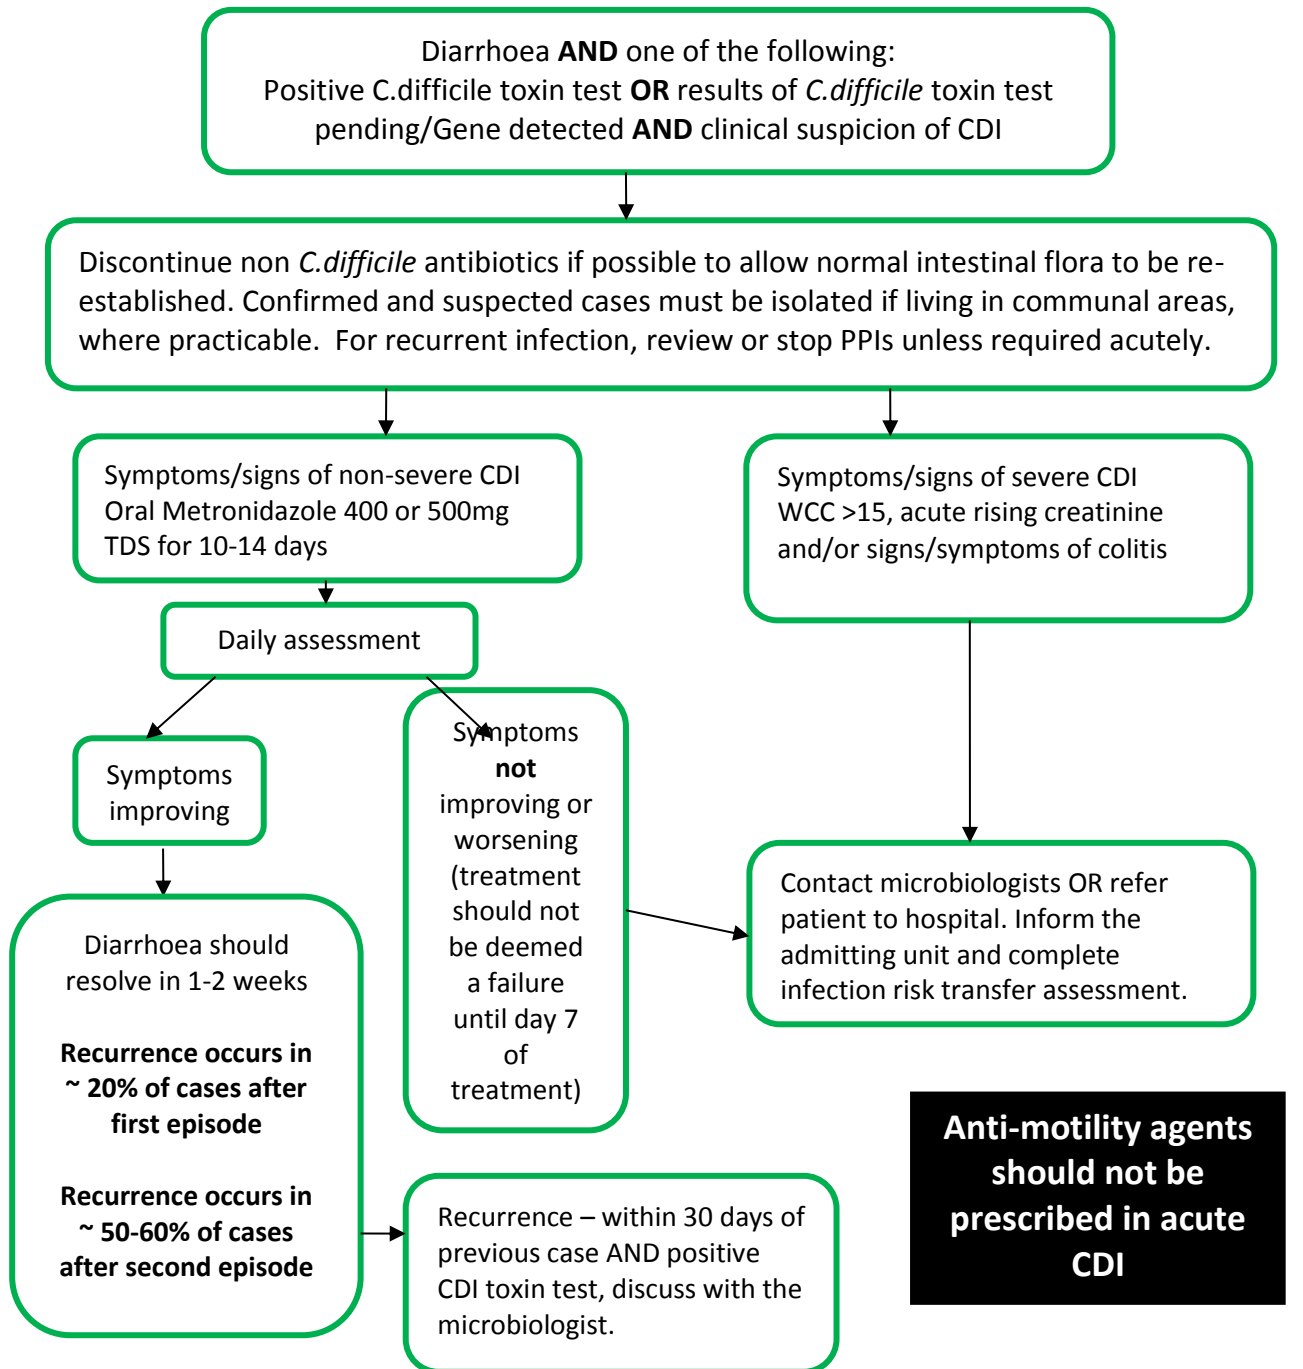 Diarrhoea AND one of the following:
Positive C.difficile toxin test OR results of C.difficile toxin test
pending/Gene detected AND clinical suspicion of CDI
Discontinue non C.difficile antibiotics if possible to allow normal intestinal flora to be re-
established. Confirmed and suspected cases must be isolated if living in communal areas,
where practicable.  For recurrent infection, review or stop PPIs unless required acutely.
Symptoms/signs of non-severe CDI
Oral Metronidazole 400 or 500mg
TDS for 10-14 days
Symptoms/signs of severe CDI
WCC >15, acute rising creatinine
and/or signs/symptoms of colitis
Daily assessment
Symptoms
improving
Symptoms
not
improving or
worsening
(treatment
should not
be deemed
a failure
until day 7
of
treatment)
Contact microbiologists OR refer
patient to hospital. Inform the
admitting unit and complete
infection risk transfer assessment.
Diarrhoea should
resolve in 1-2 weeks
Recurrence occurs in
~ 20% of cases after
first episode
Recurrence occurs in
~ 50-60% of cases
after second episode
Recurrence – within 30 days of
previous case AND positive
CDI toxin test, discuss with the
microbiologist.
Anti-motility agents
should not be
prescribed in acute
CDI